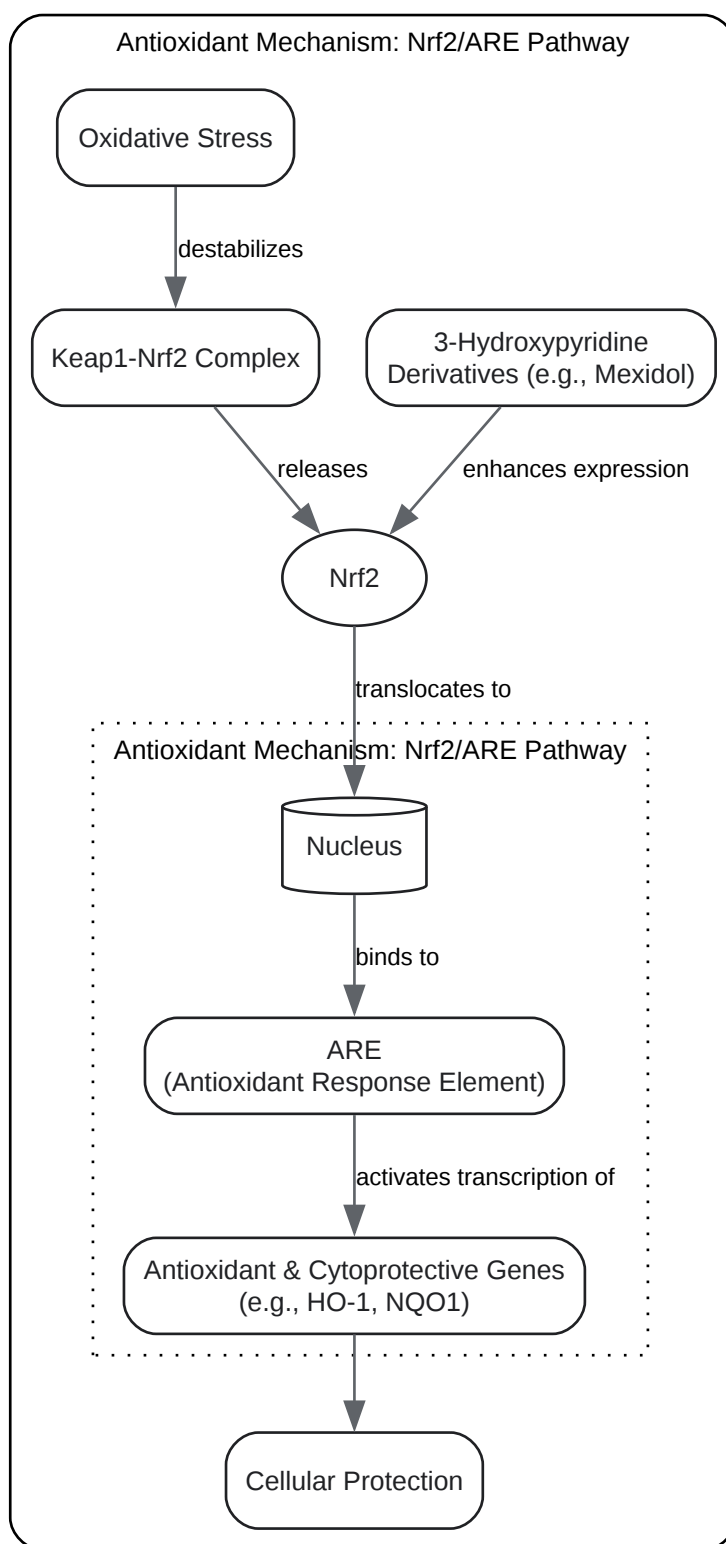 Antioxidant Mechanism: Nrf2/ARE Pathway
Oxidative Stress
destabilizes
Keap1-Nrf2 Complex
3-Hydroxypyridine
Derivatives (e.g., Mexidol)
releases
enhances expression
Nrf2
translocates to
Antioxidant Mechanism: Nrf2/ARE Pathway
Nucleus
binds to
ARE
(Antioxidant Response Element)
activates transcription of
Antioxidant & Cytoprotective Genes
(e.g., HO-1, NQO1)
Cellular Protection